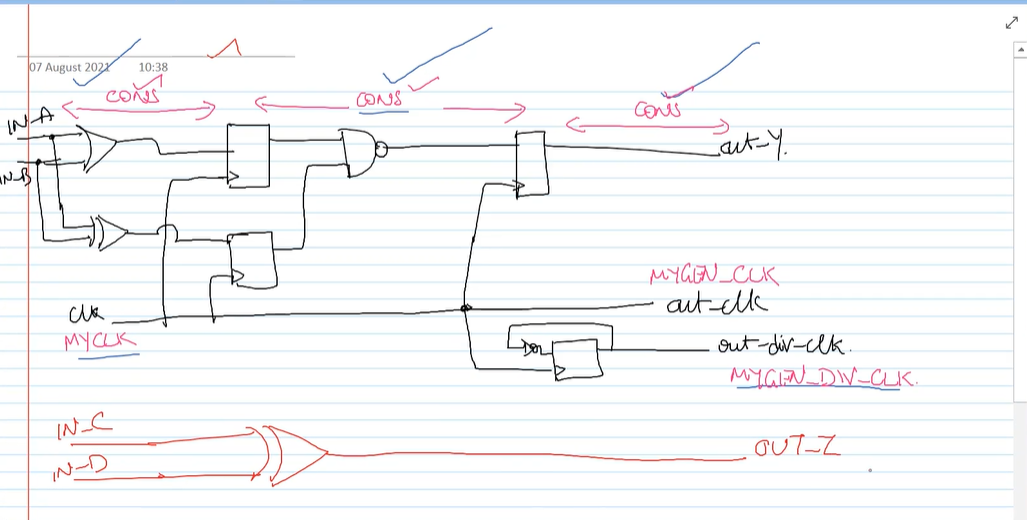 07 August 2021 10:38
CONS CONS CONS
IN-A
out-Y.
IN-B
MYGEN_CLK
Clk out-clk
MYCLK
out-div-clk.
MYGEN_DIV_CLK.
IN-C
OUT_Z
IN-D